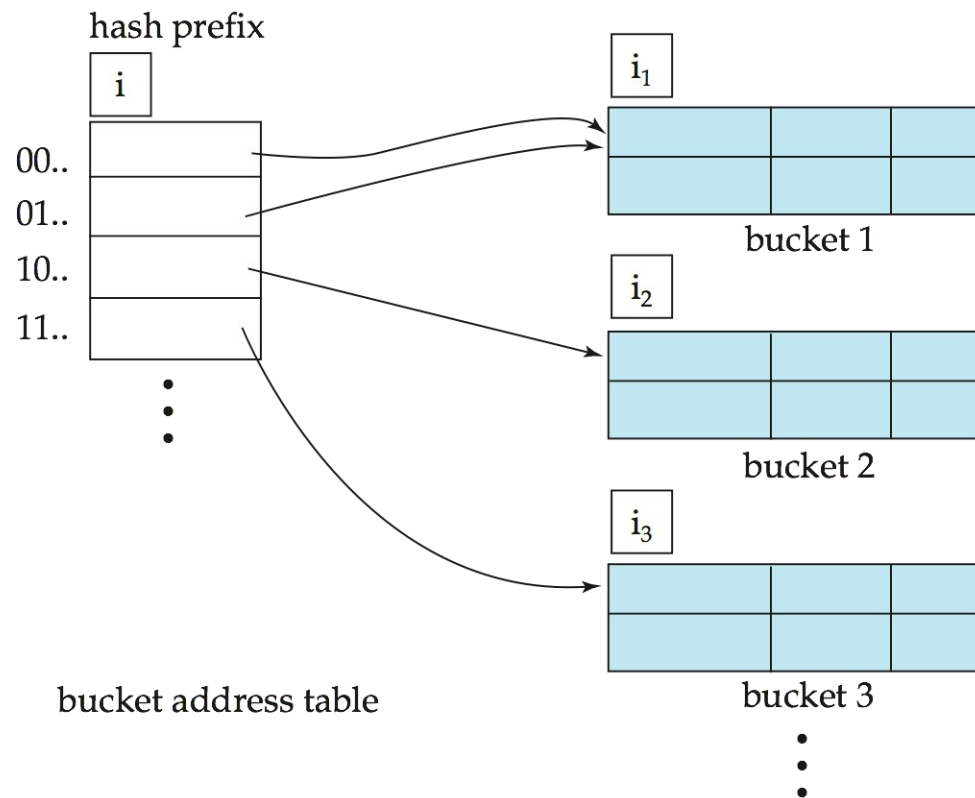 hash prefix
i
00..
01..
10..
11..
bucket address table
i₁
bucket 1
i₂
bucket 2
i₃
bucket 3